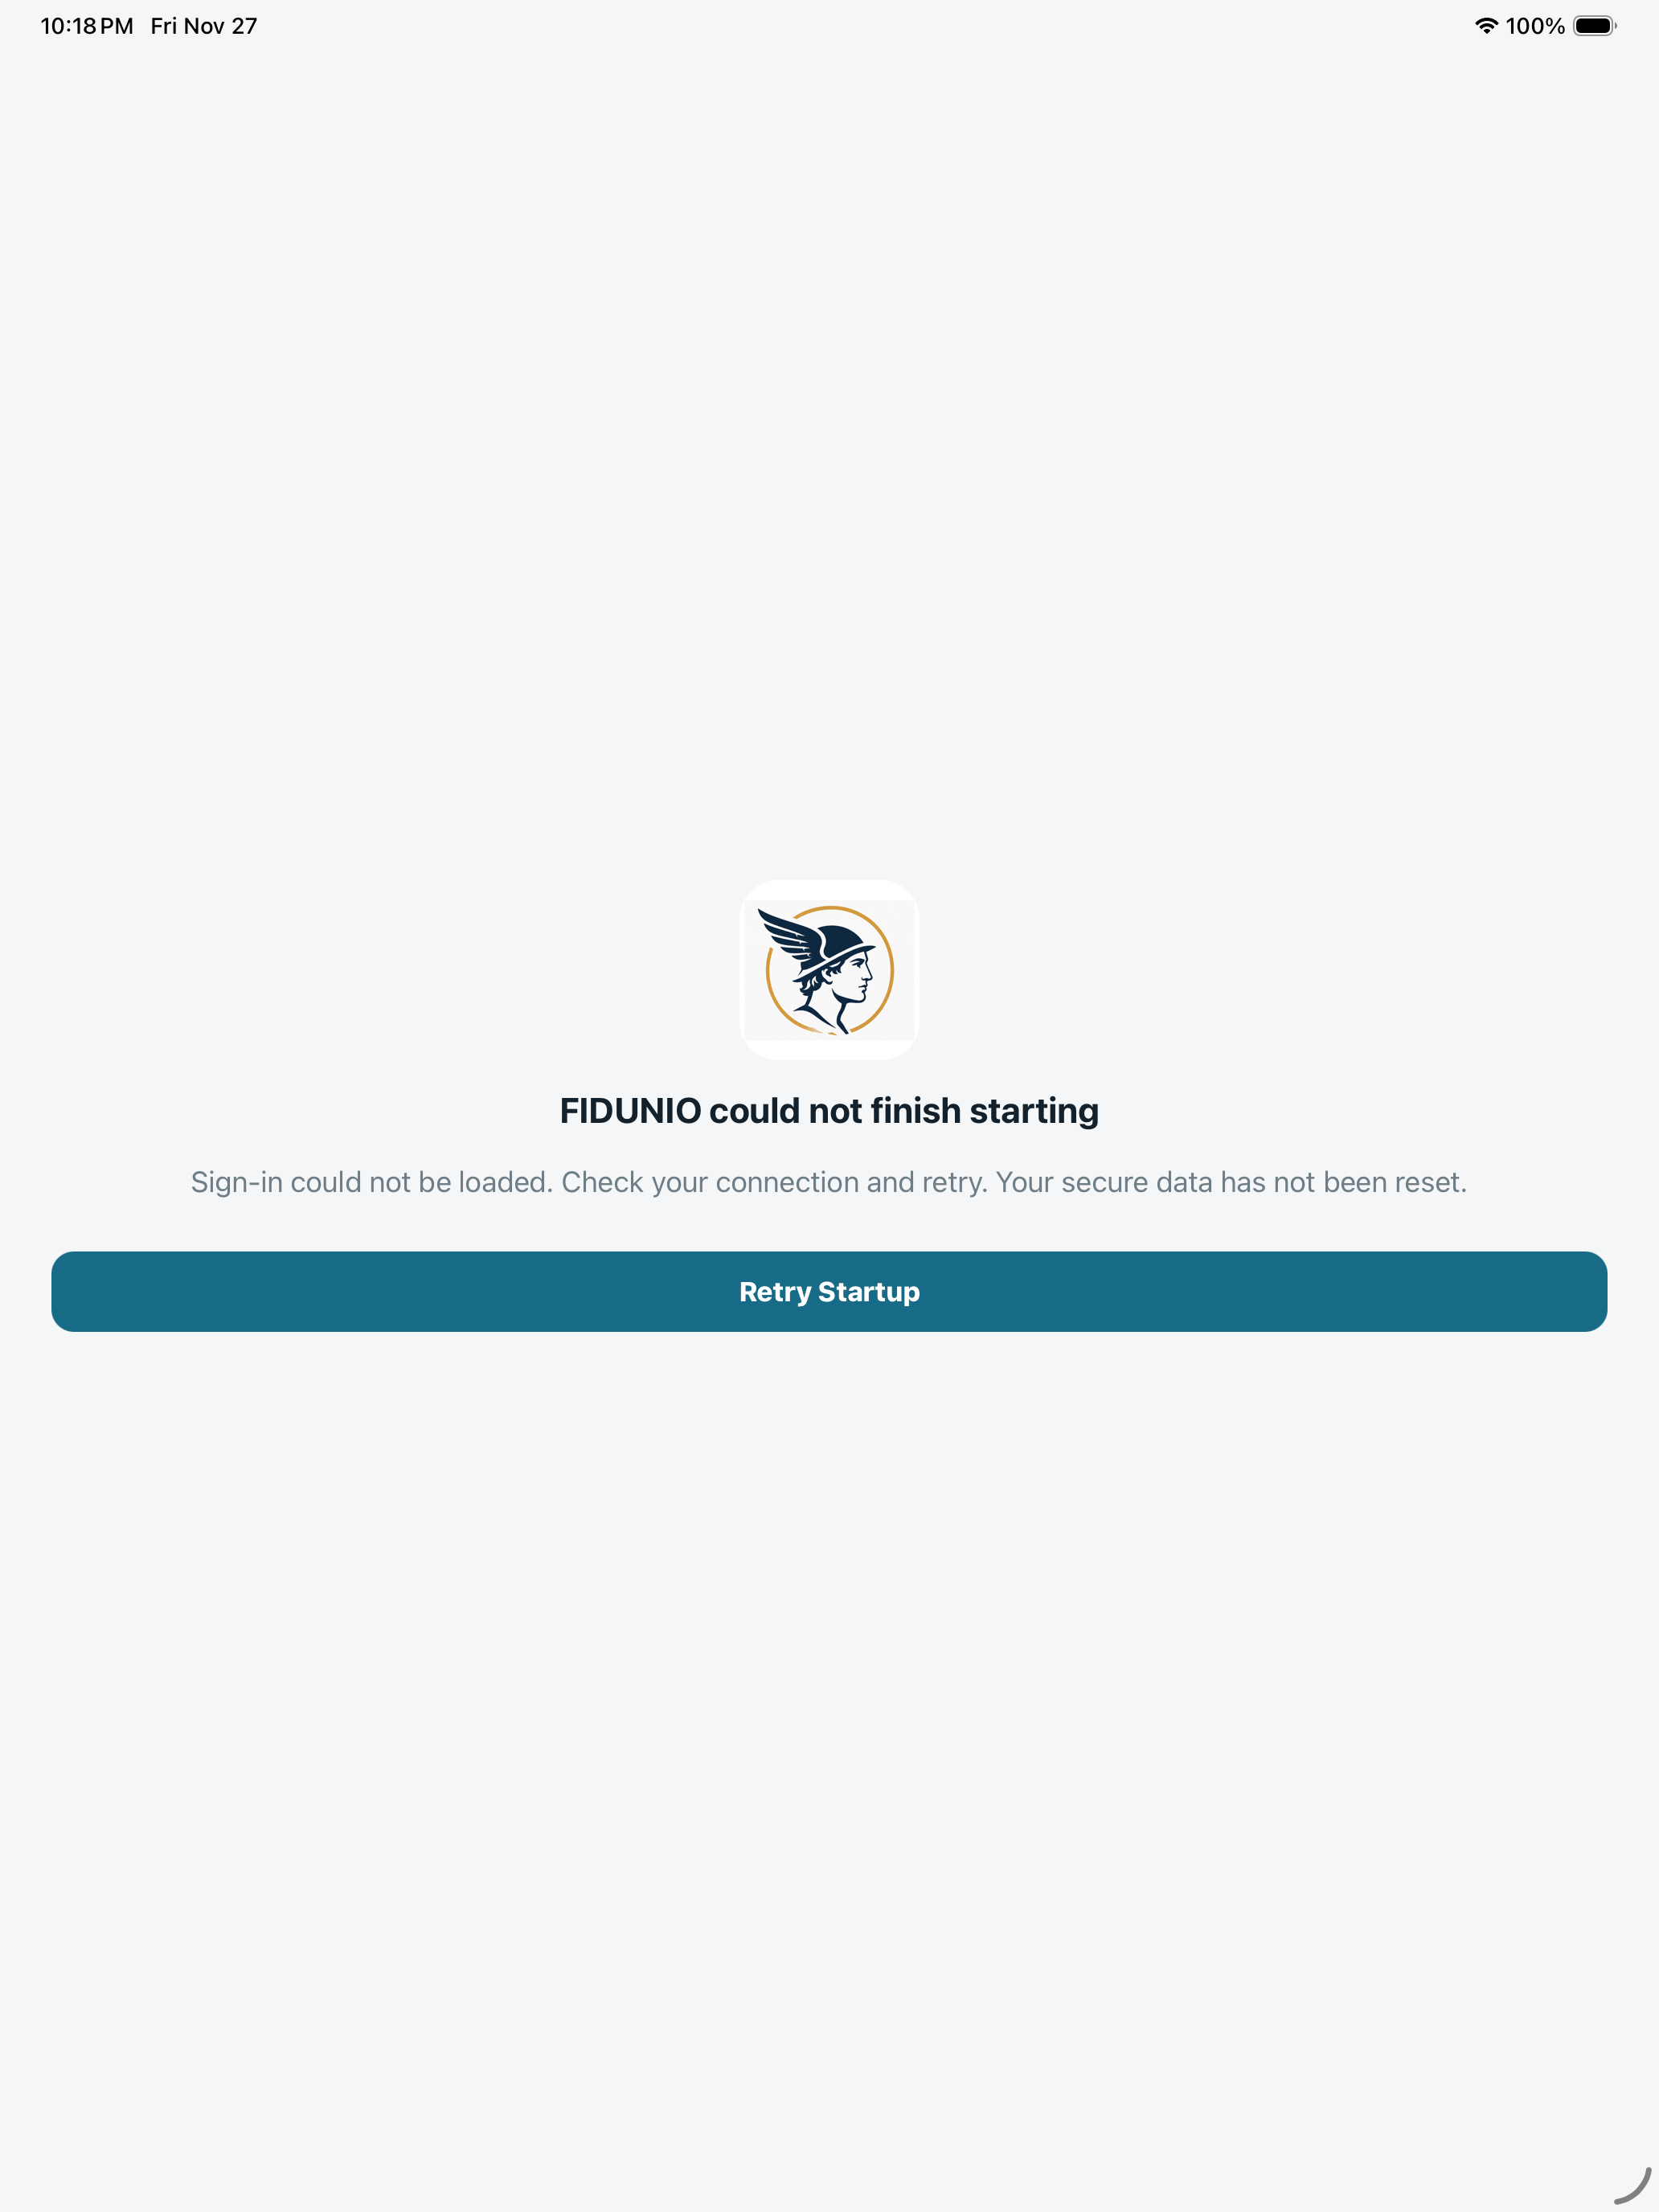 10:18 PM Fri Nov 27 100%
FIDUNIO could not finish starting
Sign-in could not be loaded. Check your connection and retry. Your secure data has not been reset.
Retry Startup